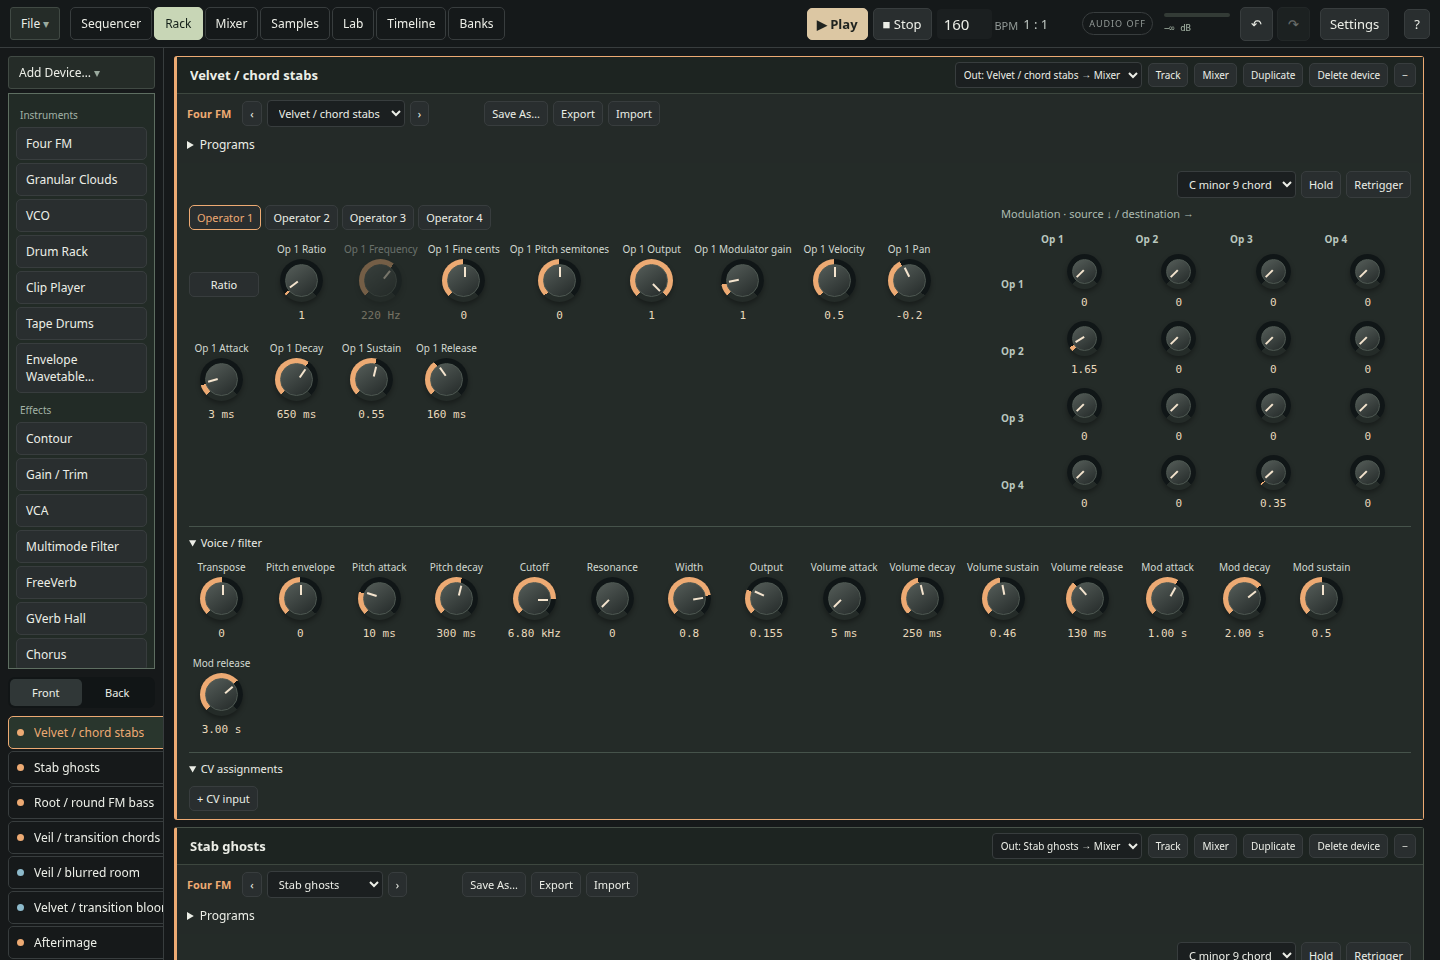 File ▾ Sequencer Rack Mixer Samples Lab Timeline Banks ▶ Play ■ Stop 160 BPM 1 : 1 AUDIO OFF −∞ dB ↶ ↷ Settings ?
Add Device... ▾
Instruments
Four FM
Granular Clouds
VCO
Drum Rack
Clip Player
Tape Drums
Envelope
Wavetable...
Effects
Contour
Gain / Trim
VCA
Multimode Filter
FreeVerb
GVerb Hall
Chorus
Front Back
Velvet / chord stabs
Stab ghosts
Root / round FM bass
Veil / transition chords
Veil / blurred room
Velvet / transition bloo
Afterimage
Velvet / chord stabs Out: Velvet / chord stabs → Mixer Track Mixer Duplicate Delete device −
Four FM ‹ Velvet / chord stabs › Save As... Export Import
▶ Programs
C minor 9 chord Hold Retrigger
Operator 1 Operator 2 Operator 3 Operator 4
Ratio
Op 1 Ratio Op 1 Frequency Op 1 Fine cents Op 1 Pitch semitones Op 1 Output Op 1 Modulator gain Op 1 Velocity Op 1 Pan
1 220 Hz 0 0 1 1 0.5 -0.2
Op 1 Attack Op 1 Decay Op 1 Sustain Op 1 Release
3 ms 650 ms 0.55 160 ms
Modulation · source ↓ / destination →
Op 1 Op 2 Op 3 Op 4
Op 1
0 0 0 0
Op 2
1.65 0 0 0
Op 3
0 0 0 0
Op 4
0 0 0.35 0
▼ Voice / filter
Transpose Pitch envelope Pitch attack Pitch decay Cutoff Resonance Width Output Volume attack Volume decay Volume sustain Volume release Mod attack Mod decay Mod sustain
0 0 10 ms 300 ms 6.80 kHz 0 0.8 0.155 5 ms 250 ms 0.46 130 ms 1.00 s 2.00 s 0.5
Mod release
3.00 s
▼ CV assignments
+ CV input
Stab ghosts Out: Stab ghosts → Mixer Track Mixer Duplicate Delete device −
Four FM ‹ Stab ghosts › Save As... Export Import
▶ Programs
C minor 9 chord Hold Retrigger